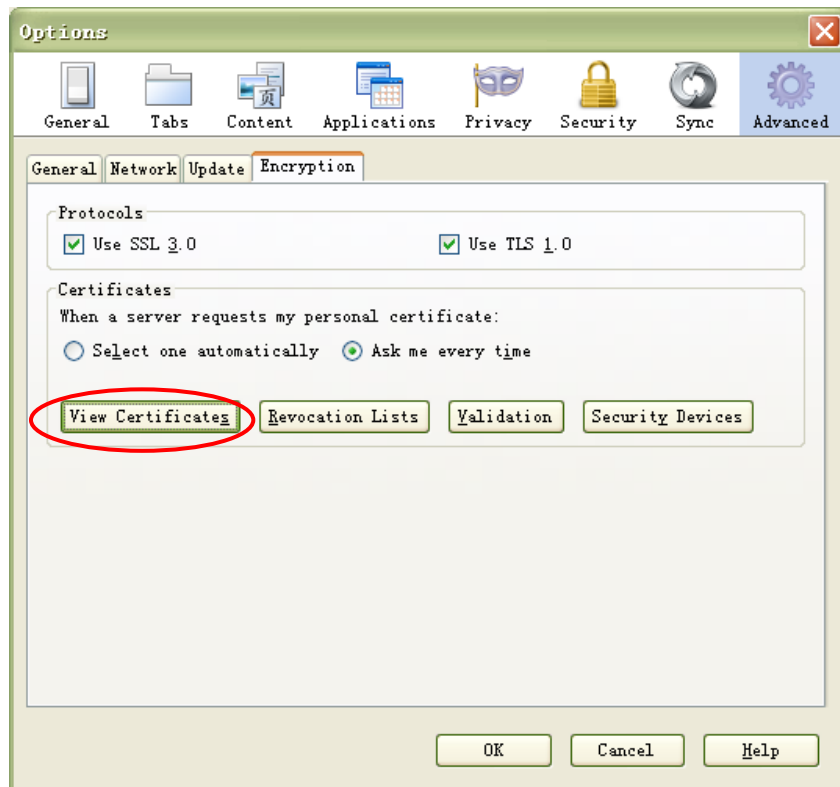 Options
General Tabs Content Applications Privacy Security Sync Advanced
General Network Update Encryption
Protocols
Use SSL 3.0 Use TLS 1.0
Certificates
When a server requests my personal certificate:
Select one automatically Ask me every time
View Certificates Revocation Lists Validation Security Devices
OK Cancel Help
页